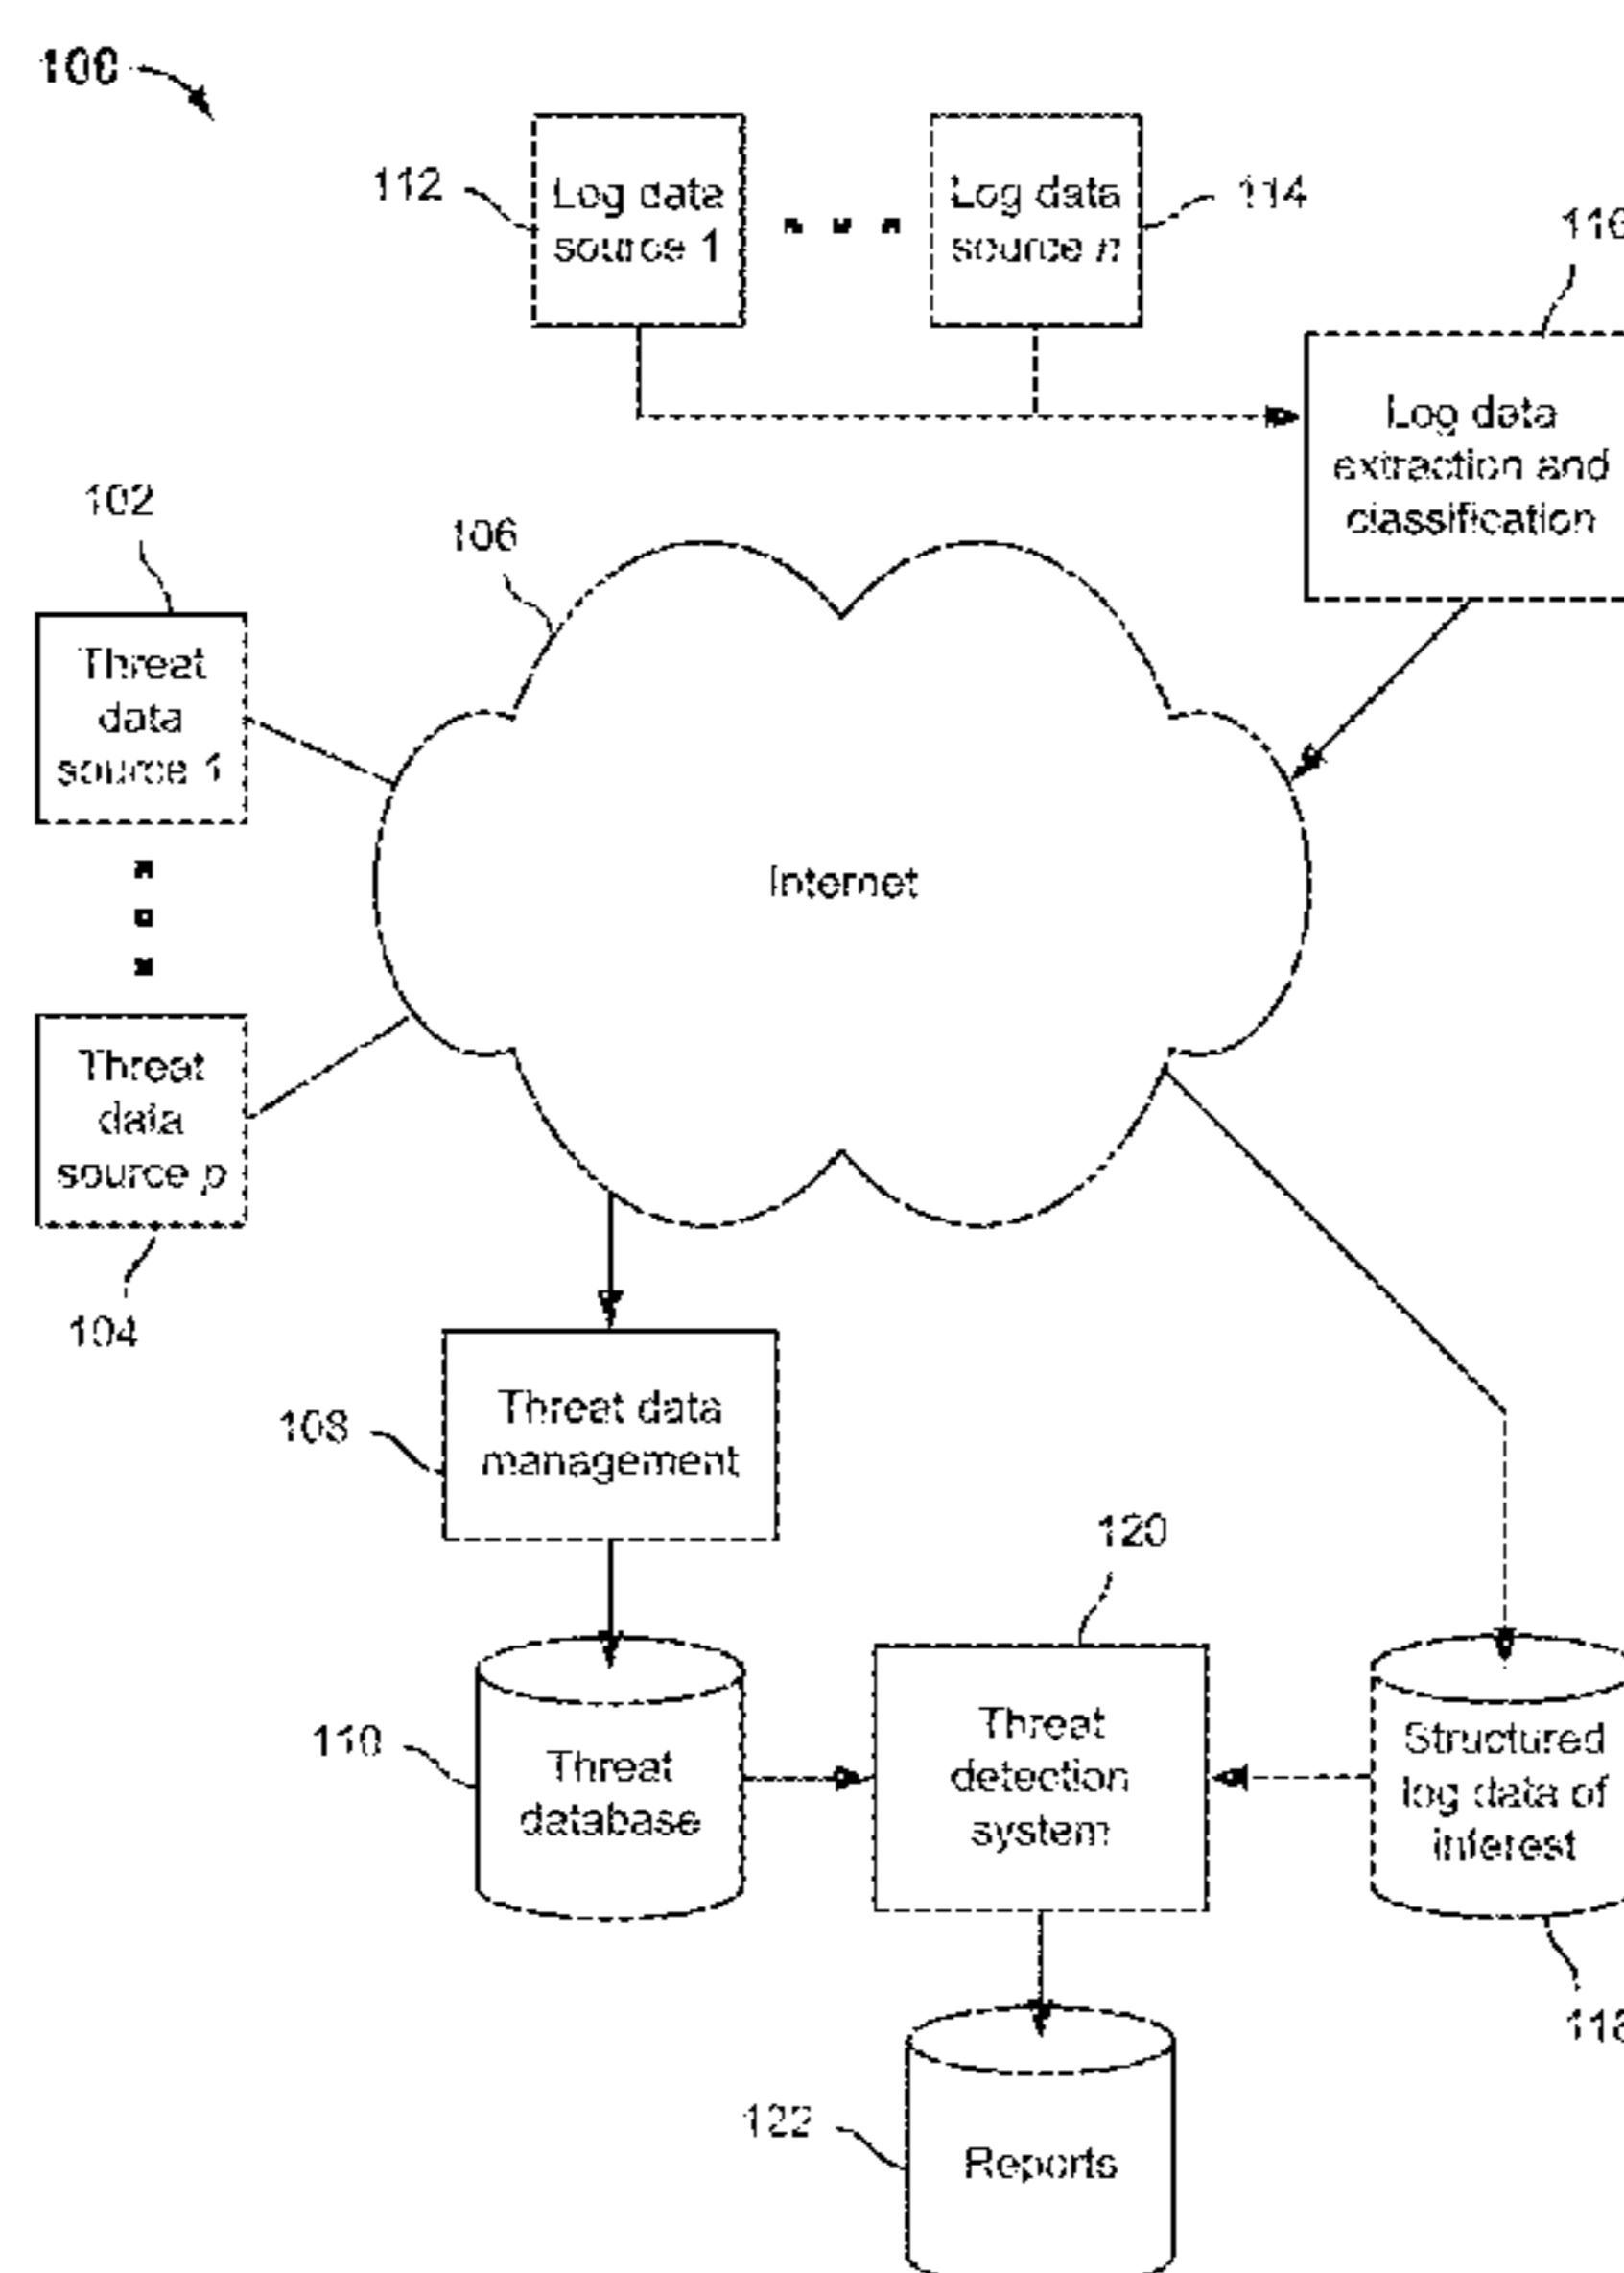 100
112
Log data
source 1
Log data
source n
114
116
Log data
extraction and
classification
102
106
Threat
data
source 1
Internet
Threat
data
source p
104
Threat data
management
108
120
110
Threat
database
Threat
detection
system
Structured
log data of
interest
118
122
Reports